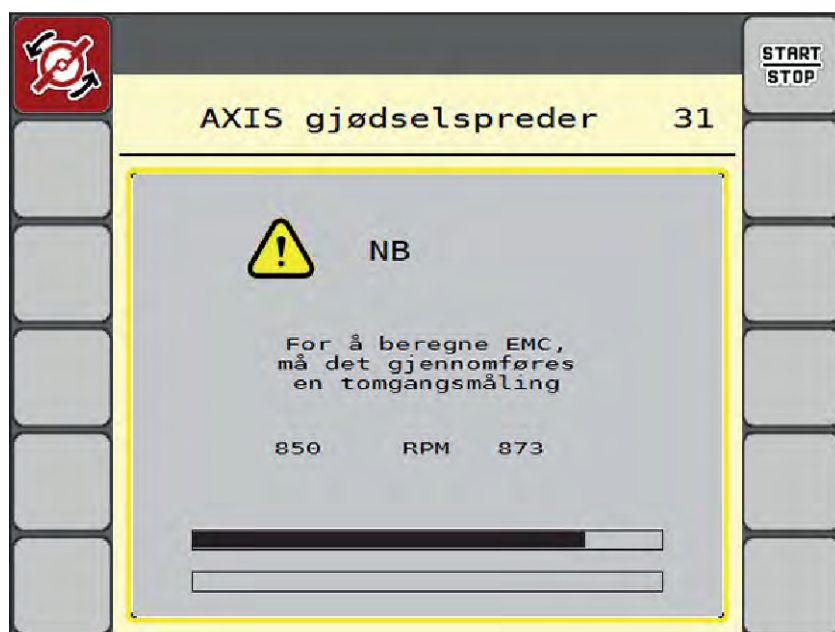 START
STOP
AXIS gjødselspreder 31
NB
For å beregne EMC,
må det gjennomføres
en tomgangsmåling
850 RPM 873